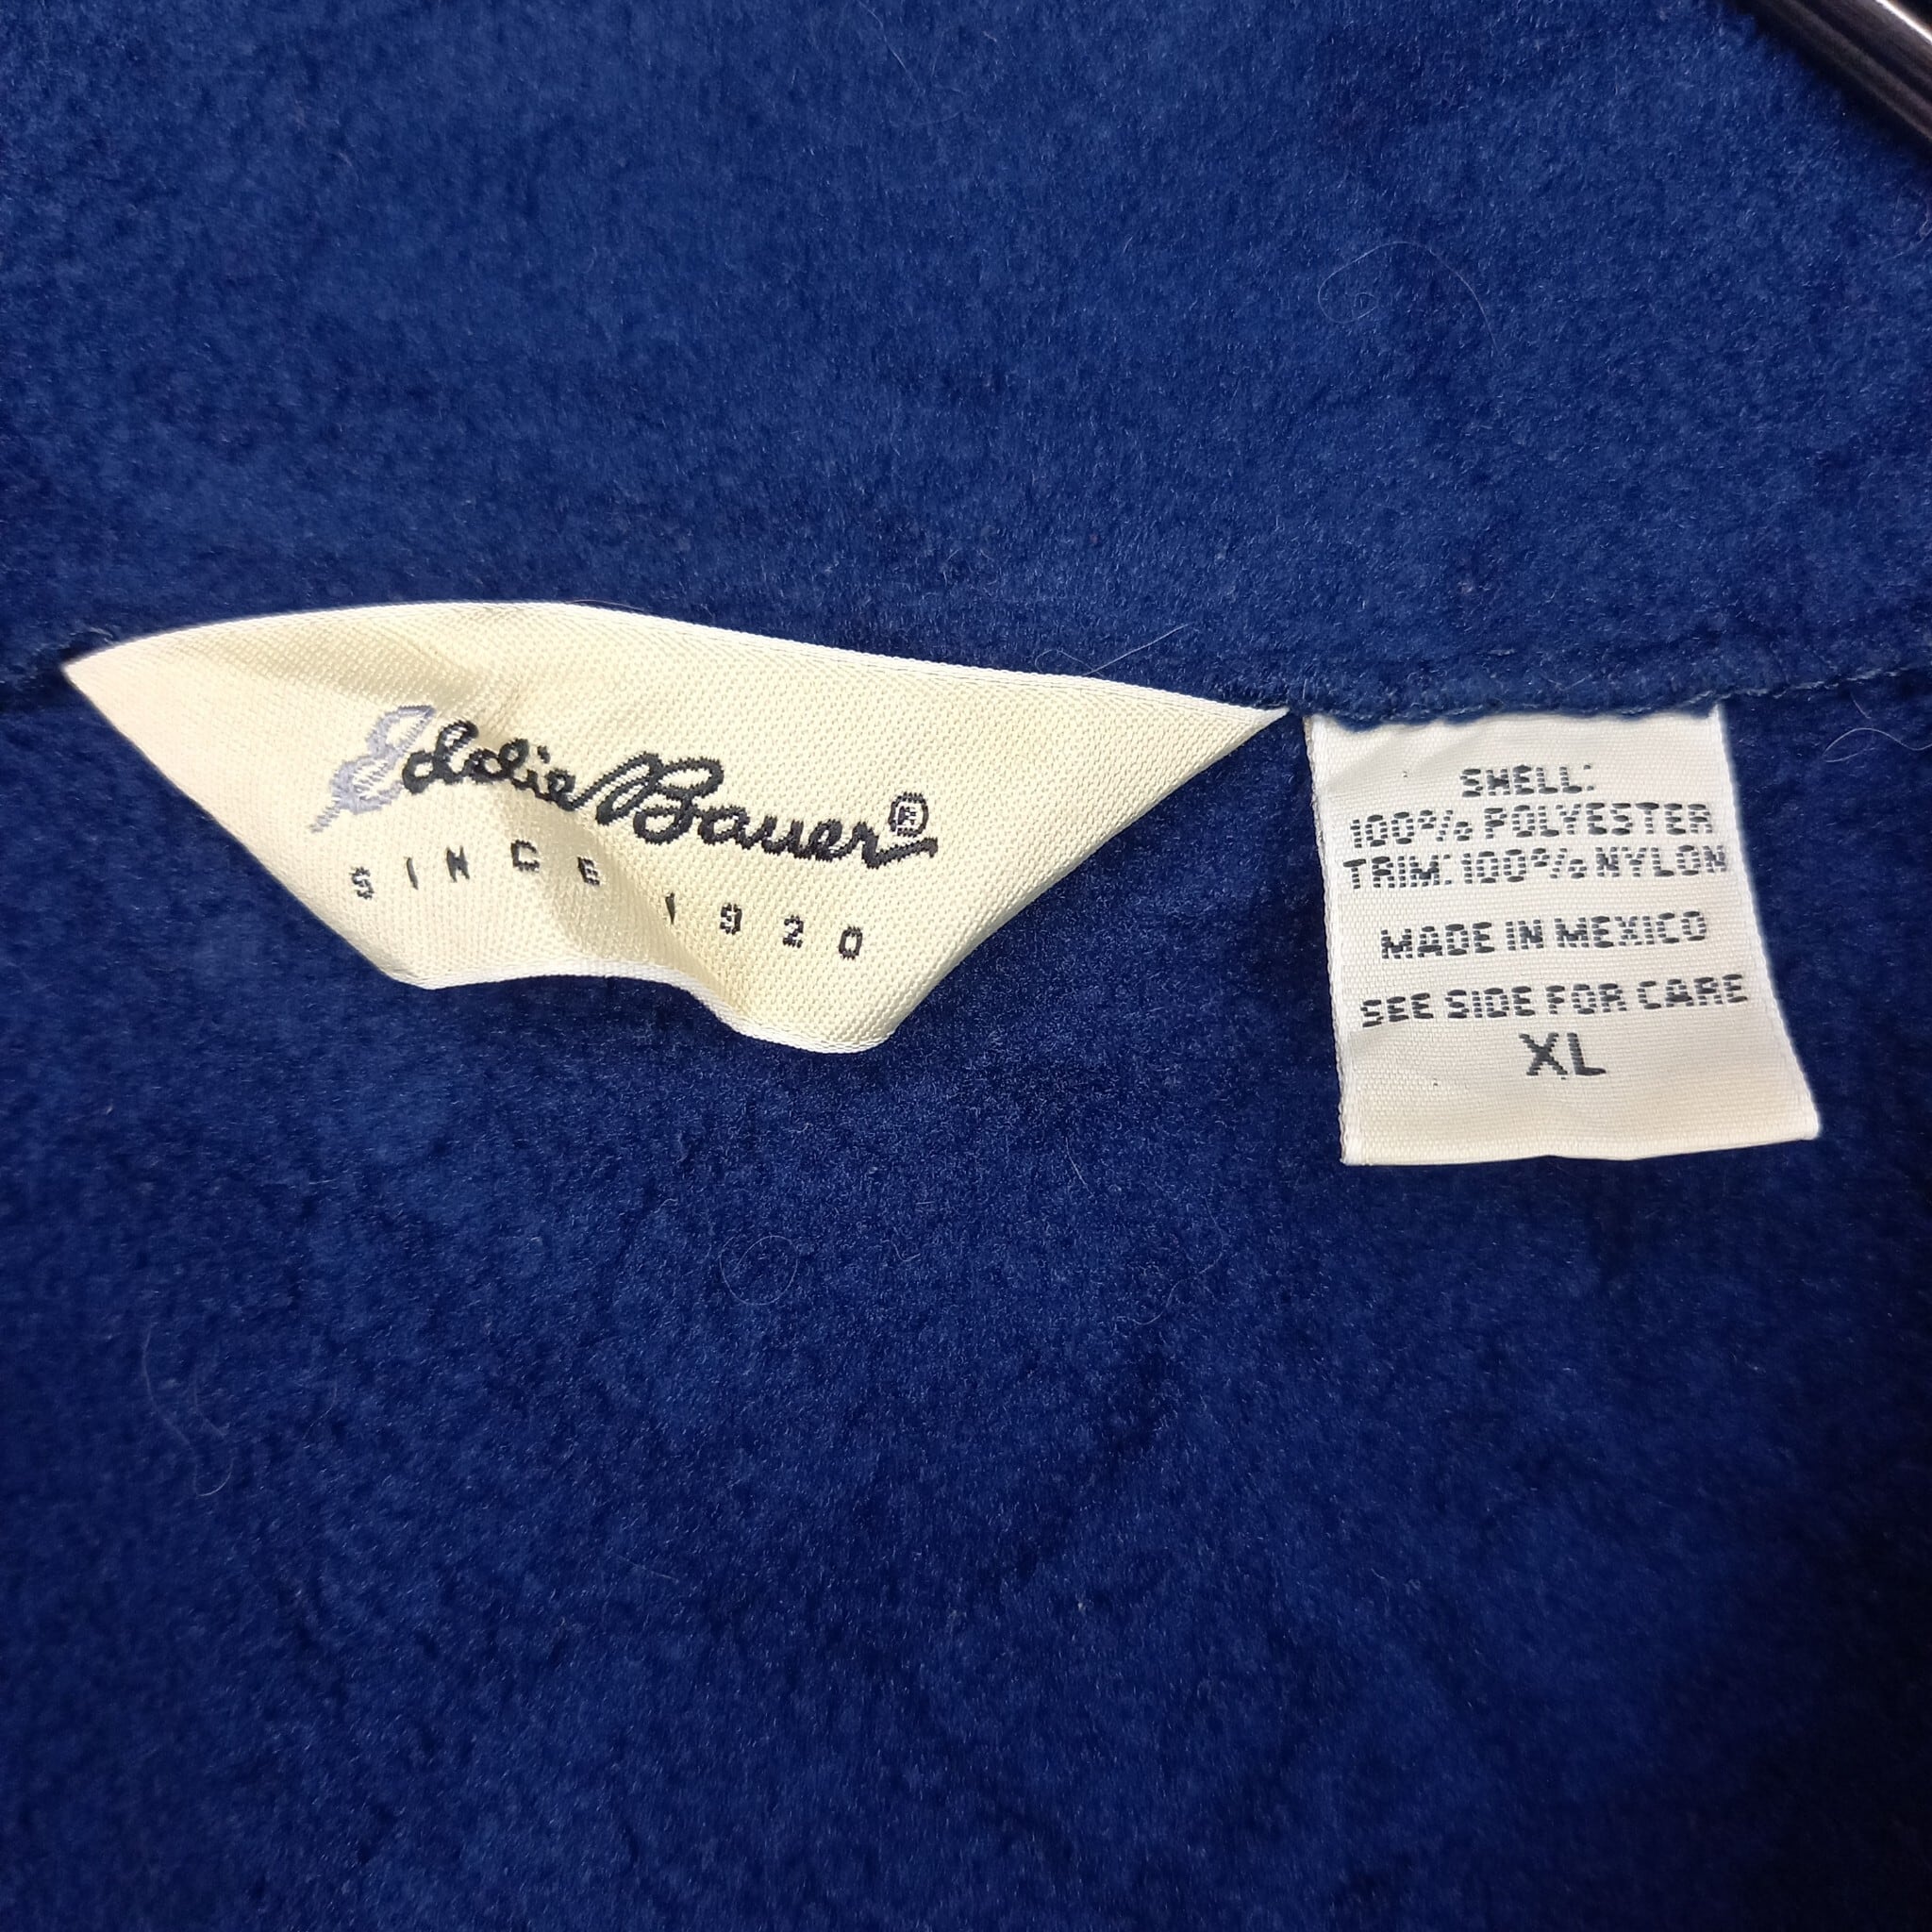 Eddie Bauer®
SINCE 1920
SHELL:
100% POLYESTER
TRIM: 100% NYLON
MADE IN MEXICO
SEE SIDE FOR CARE
XL